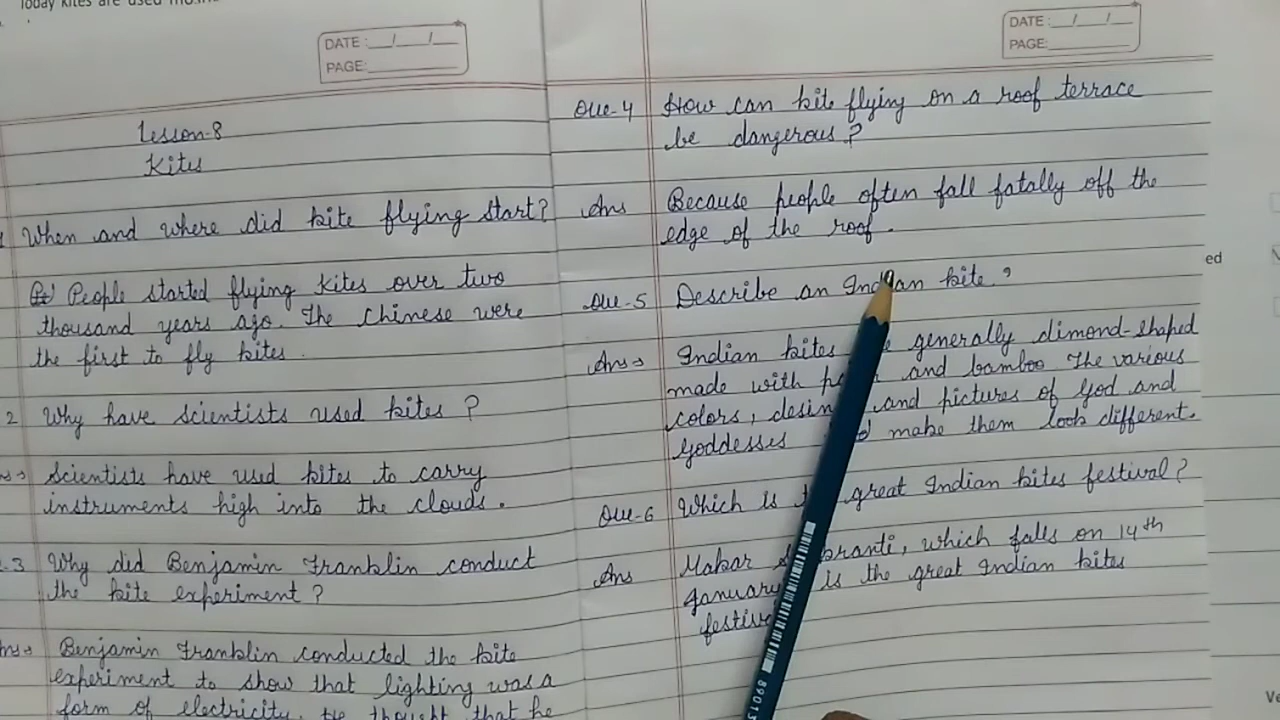 DATE: __/__/__
PAGE:
Lesson-8
Kites
When and where did kite flying start?
People started flying kites over two
thousand years ago. The Chinese were
the first to fly kites.
2 Why have scientists used kites?
Scientists have used kites to carry
instruments high into the clouds.
.3 Why did Benjamin Franklin conduct
the kite experiment?
Benjamin Franklin conducted the kite
experiment to show that lighting was a
form of electricity. He thought that he
DATE: __/__/__
PAGE:
Que-4 How can kite flying on a roof terrace
be dangerous?
Ans Because people often fall fatally off the
edge of the roof.
Que-5 Describe an Indian kite?
Ans→ Indian kites generally dimond-shaped
made with and bamboo The various
colors, and pictures of God and
Goddesses make them look different.
Que-6 Which is great Indian kites festival?
Ans Makar which falls on 14th
January is the great Indian kites
ed